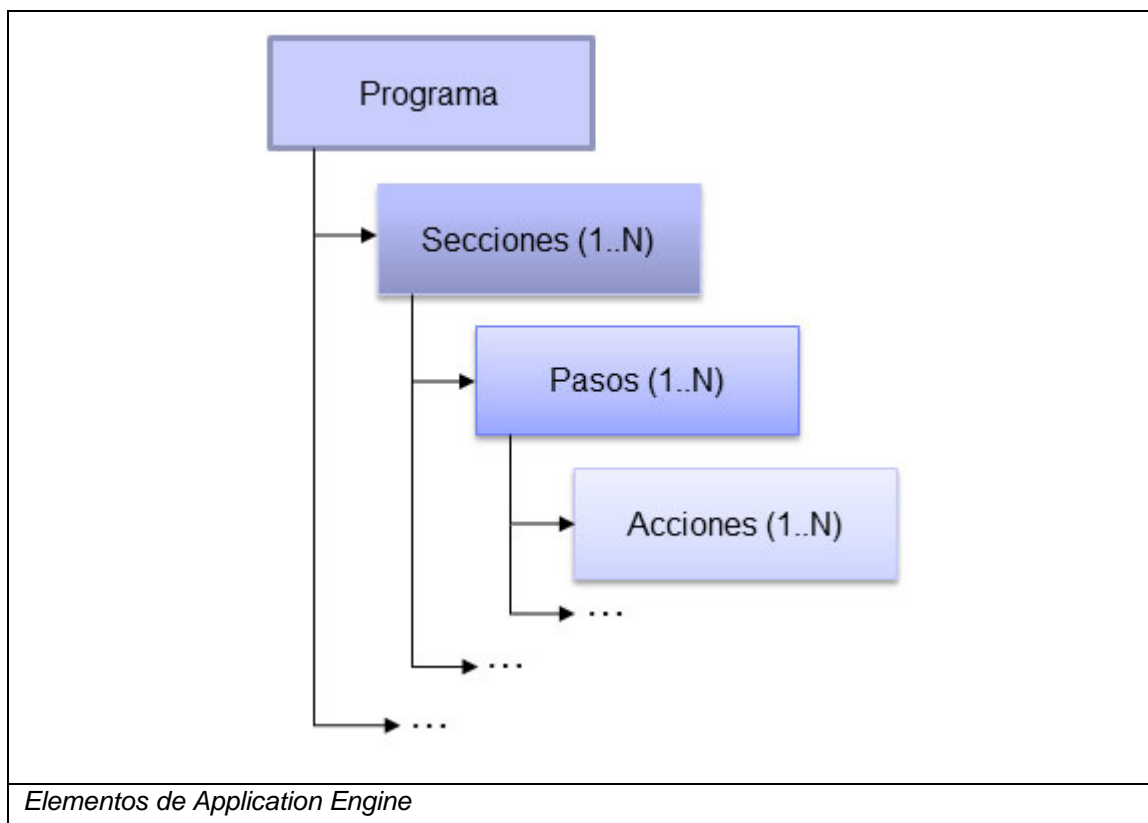 Programa
Secciones (1..N)
Pasos (1..N)
Acciones (1..N)
...
...
...
Elementos de Application Engine